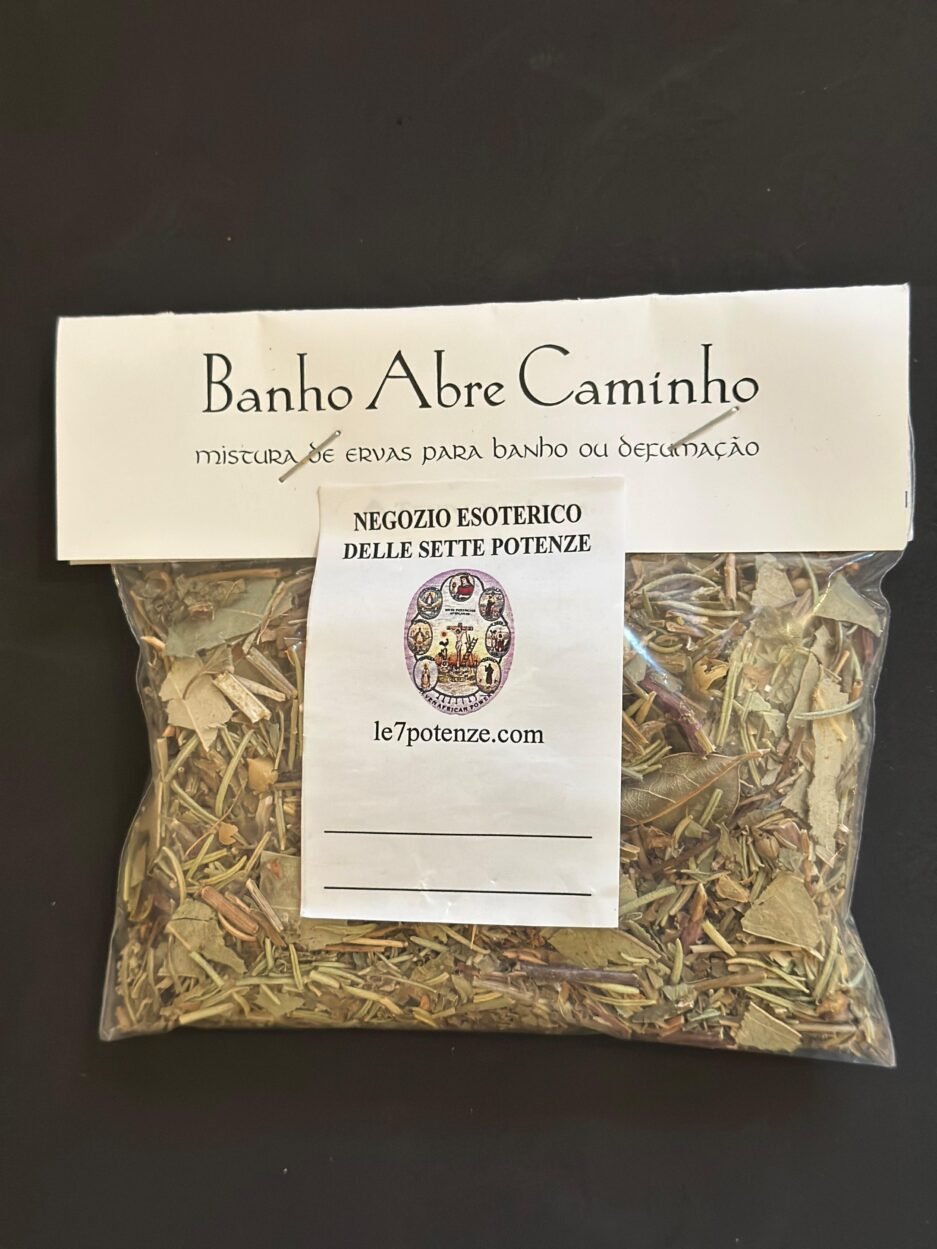 Banho Abre Caminho
mistura de ervas para banho ou defumação
NEGOZIO ESOTERICO
DELLE SETTE POTENZE
le7potenze.com